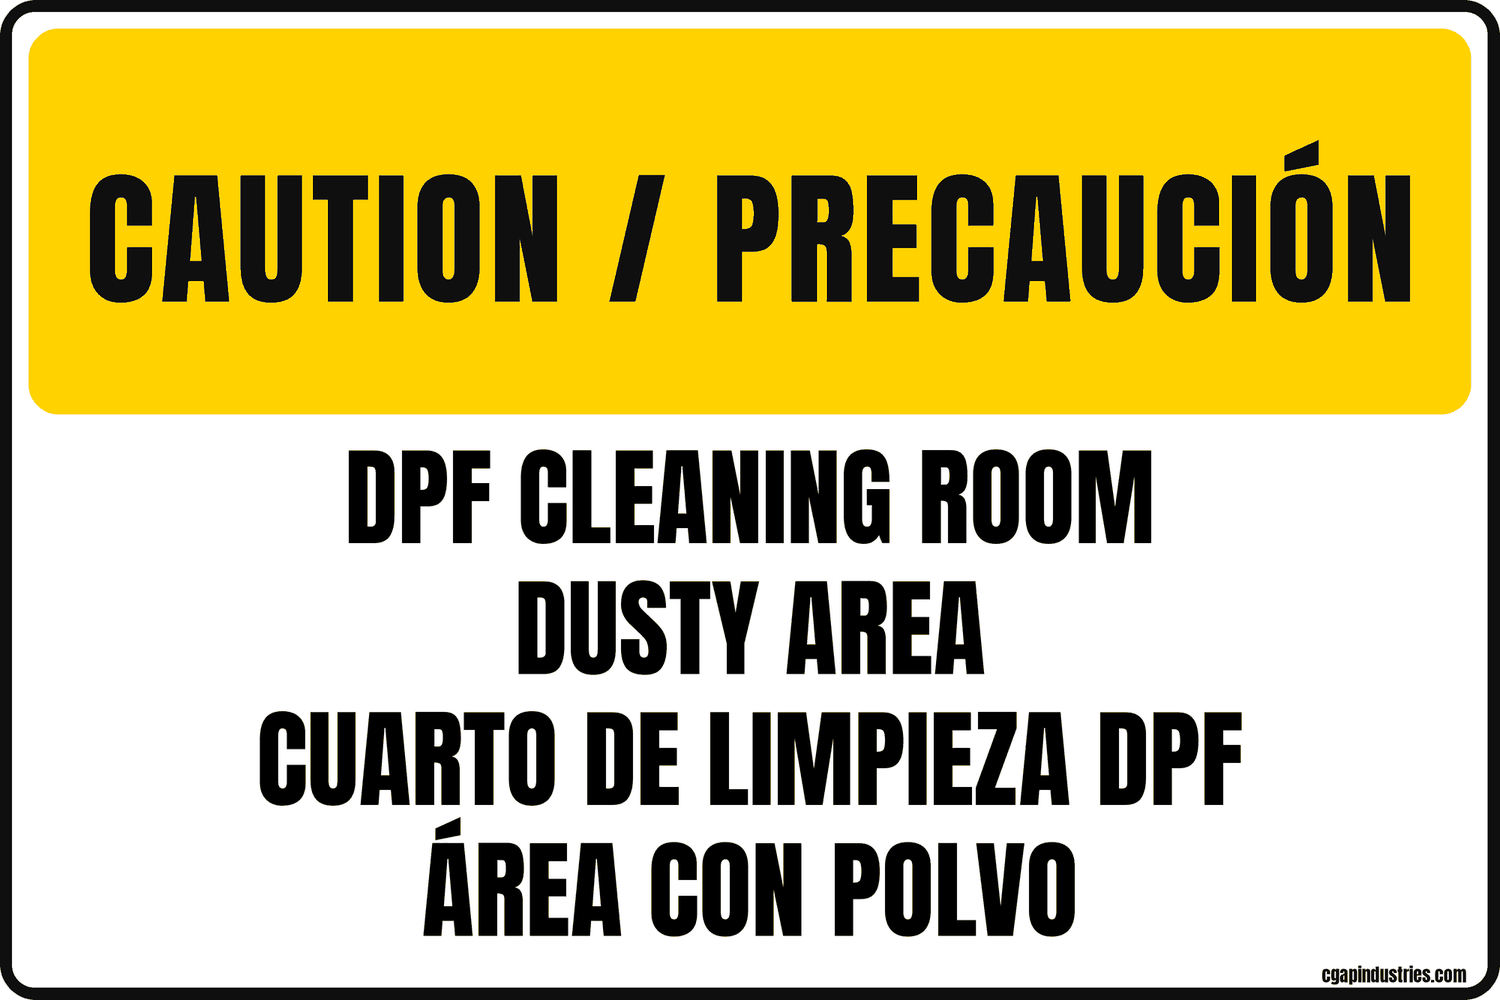 CAUTION / PRECAUCIÓN
DPF CLEANING ROOM
DUSTY AREA
CUARTO DE LIMPIEZA DPF
ÁREA CON POLVO
cgapindustries.com